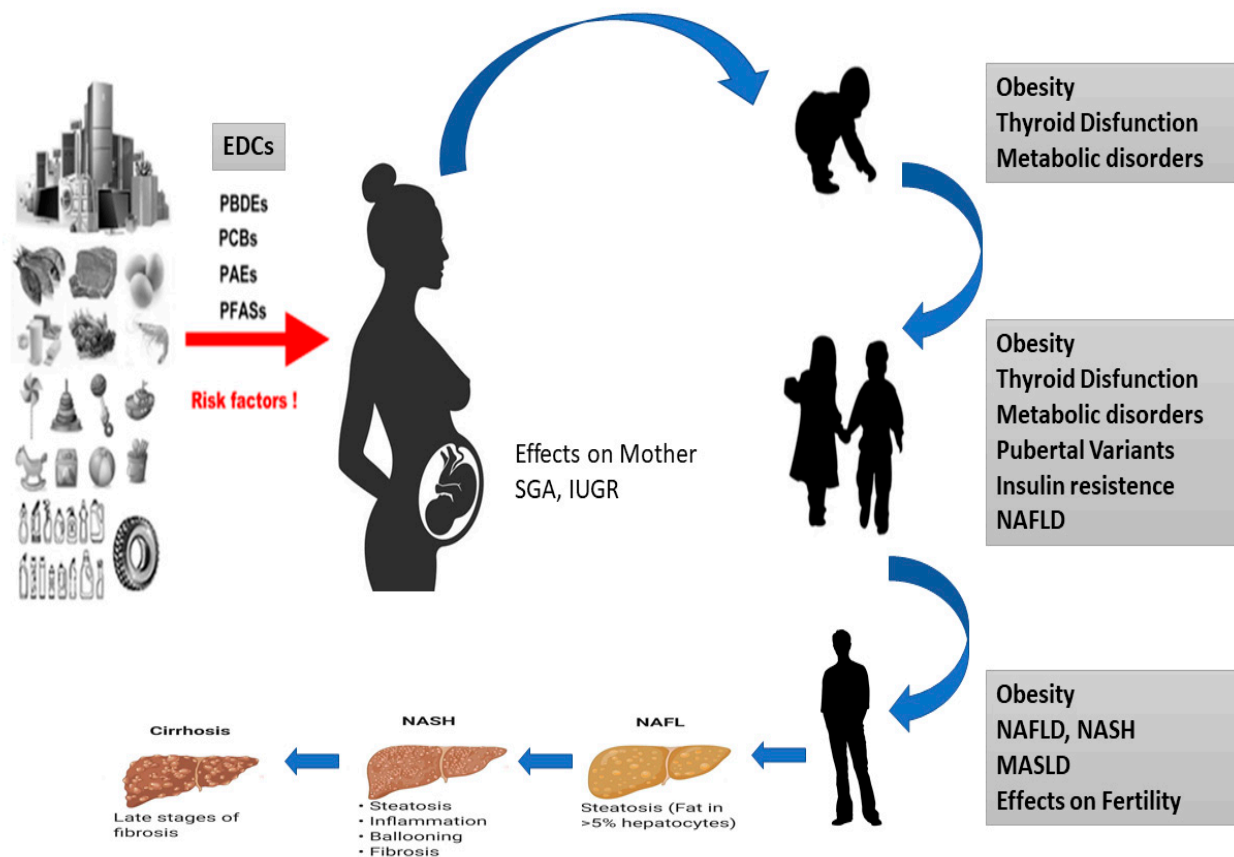 EDCs
PBDEs
PCBs
PAEs
PFASs
Risk factors !
Effects on Mother
SGA, IUGR
Obesity
Thyroid Disfunction
Metabolic disorders
Obesity
Thyroid Disfunction
Metabolic disorders
Pubertal Variants
Insulin resistence
NAFLD
Obesity
NAFLD, NASH
MASLD
Effects on Fertility
NAFL
Steatosis (Fat in
>5% hepatocytes)
NASH
• Steatosis
• Inflammation
• Ballooning
• Fibrosis
Cirrhosis
Late stages of
fibrosis